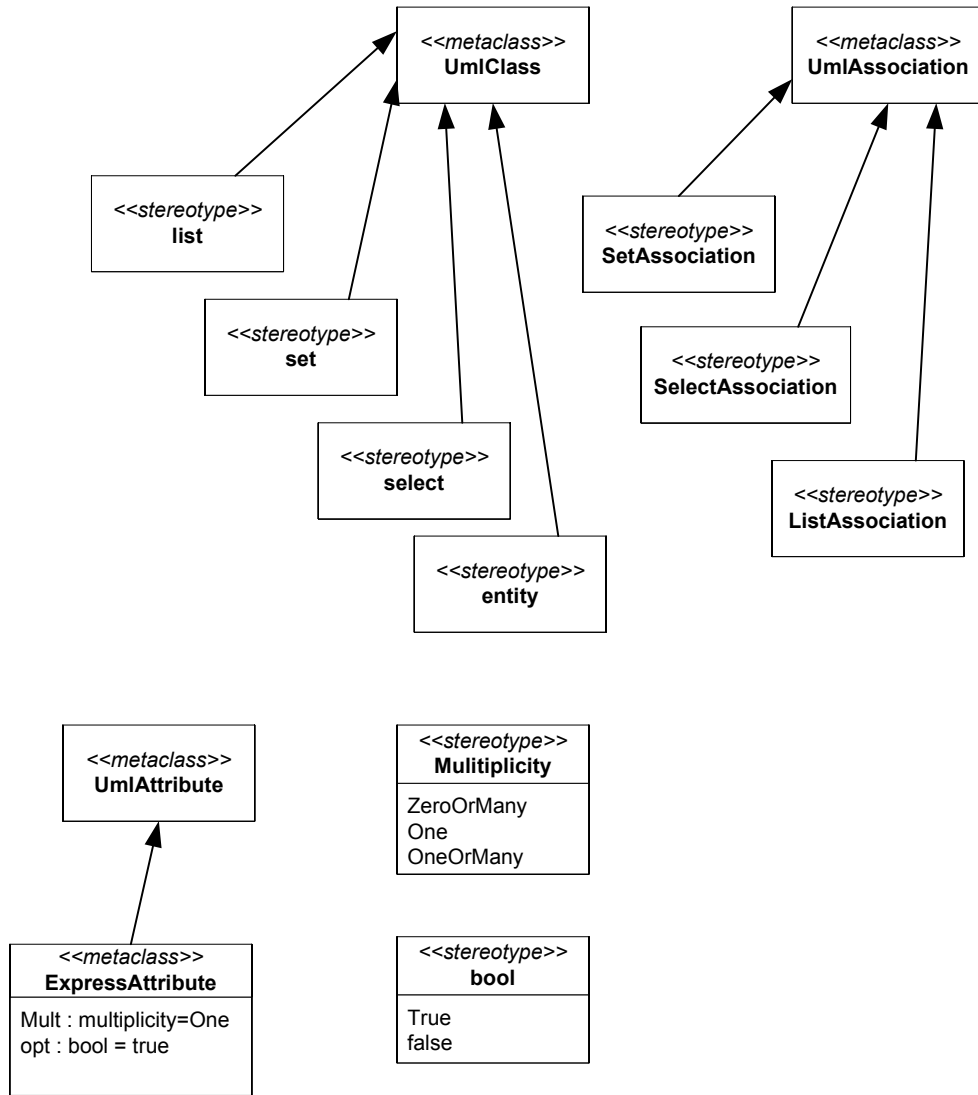 <<metaclass>>
UmlClass
<<metaclass>>
UmlAssociation
<<stereotype>>
list
<<stereotype>>
SetAssociation
<<stereotype>>
set
<<stereotype>>
SelectAssociation
<<stereotype>>
select
<<stereotype>>
ListAssociation
<<stereotype>>
entity
<<metaclass>>
UmlAttribute
<<stereotype>>
Mulitiplicity
ZeroOrMany
One
OneOrMany
<<metaclass>>
ExpressAttribute
Mult : multiplicity=One
opt : bool = true
<<stereotype>>
bool
True
false